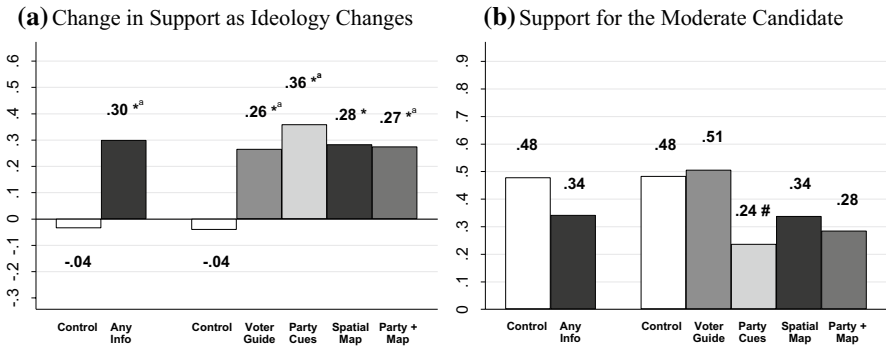 (a) Change in Support as Ideology Changes
.6
.5
.4
.3
.2
.1
0
-.1
-.2
-.3
-.04
.30 *a
-.04
.26 *a
.36 *a
.28 *
.27 *a
Control
Any
Info
Control
Voter
Guide
Party
Cues
Spatial
Map
Party +
Map
(b) Support for the Moderate Candidate
.9
.8
.7
.6
.5
.4
.3
.2
.1
0
.48
.34
.48
.51
.24 #
.34
.28
Control
Any
Info
Control
Voter
Guide
Party
Cues
Spatial
Map
Party +
Map